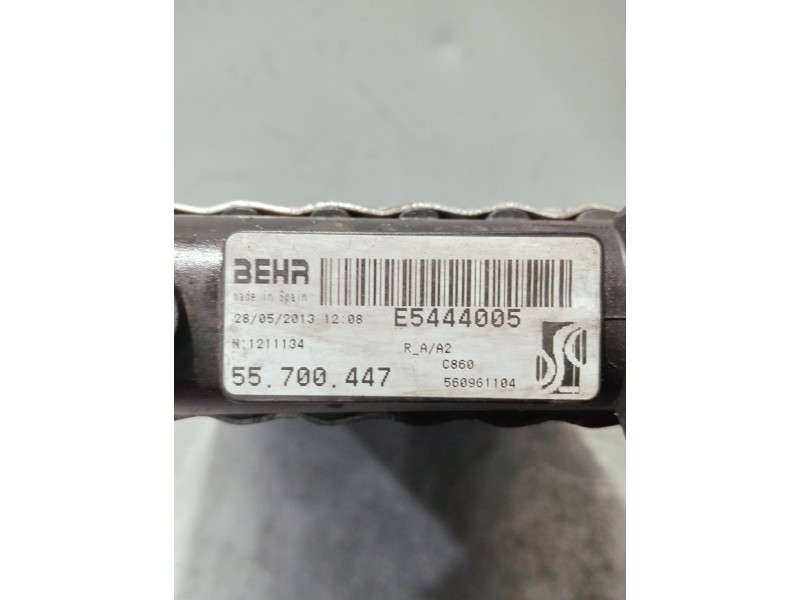 BEHR
made in Spain
28/05/2013 12:08 E5444005
N:1211134 R_A/A2
C860
55.700.447 560961104